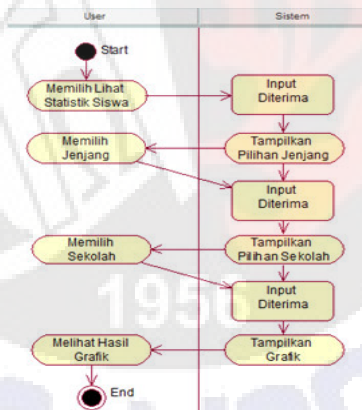 User
Sistem
Start
Memilih Lihat
Statistik Siswa
Input
Diterima
Memilih
Jenjang
Tampilkan
Pilihan Jenjang
Input
Diterima
Memilih
Sekolah
Tampilkan
Pilihan Sekolah
1956
Input
Diterima
Melihat Hasil
Grafik
Tampilkan
Grafik
End